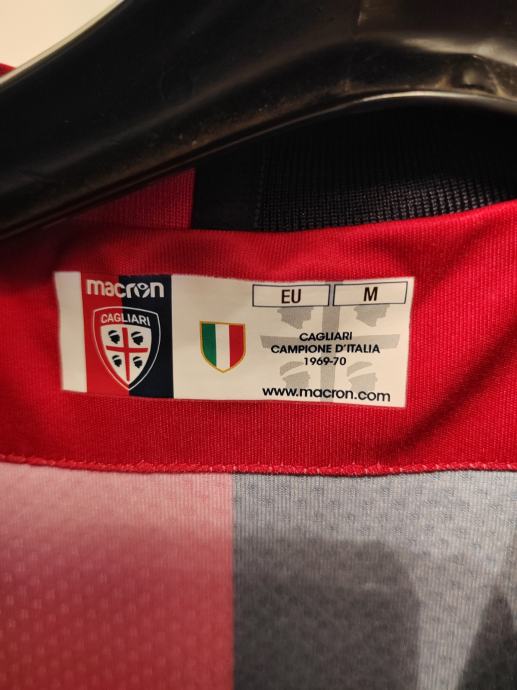 macron
CAGLIARI
EU M
CAGLIARI
CAMPIONE D'ITALIA
1969-70
www.macron.com